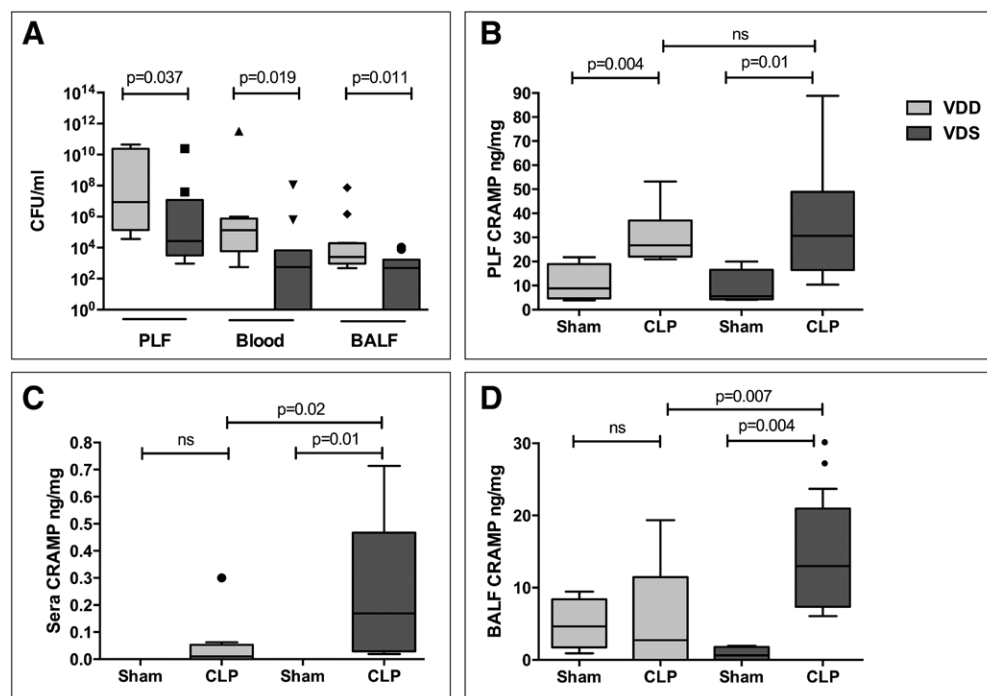 A
p=0.037 p=0.019 p=0.011
10^14
10^12
10^10
10^8
10^6
10^4
10^2
10^0
CFU/ml
PLF Blood BALF
B
ns
p=0.004 p=0.01
90
80
70
60
50
40
30
20
10
0
PLF CRAMP ng/mg
Sham CLP Sham CLP
VDD
VDS
C
p=0.02
ns p=0.01
0.8
0.7
0.6
0.5
0.4
0.3
0.2
0.1
0.0
Sera CRAMP ng/mg
Sham CLP Sham CLP
D
p=0.007
ns p=0.004
30
20
10
0
BALF CRAMP ng/mg
Sham CLP Sham CLP